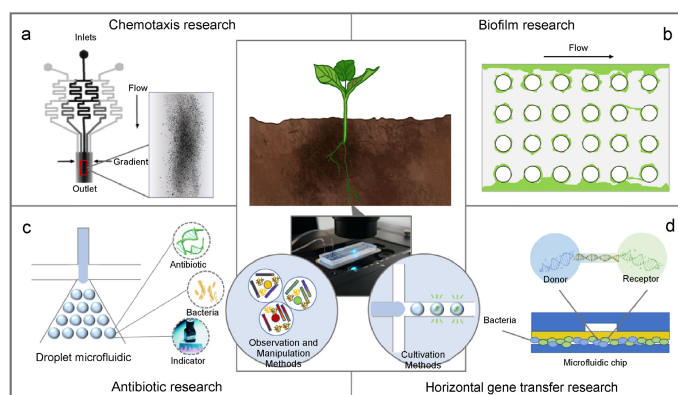 Chemotaxis research
a
Inlets
Flow
Gradient
Outlet
Biofilm research
b
Flow
c
Antibiotic
Bacteria
Indicator
Droplet microfluidic
Antibiotic research
Observation and
Manipulation
Methods
Cultivation
Methods
d
Donor
Receptor
Bacteria
Microfluidic chip
Horizontal gene transfer research